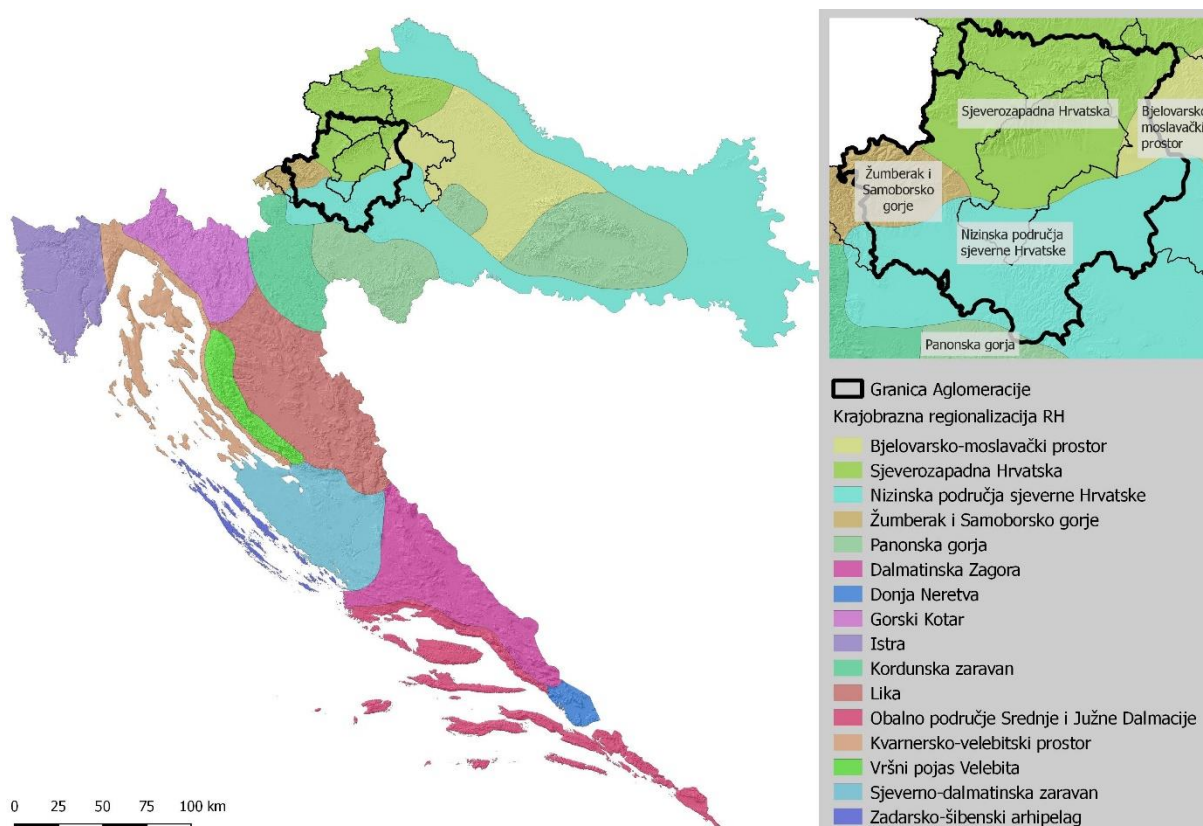 Sjeverozapadna Hrvatska
Bjelovarsko-
moslavački
prostor
Žumberak i
Samoborsko
gorje
Nizinska područja
sjeverne Hrvatske
Panonska gorja
Granica Aglomeracije
Krajobrazna regionalizacija RH
Bjelovarsko-moslavački prostor
Sjeverozapadna Hrvatska
Nizinska područja sjeverne Hrvatske
Žumberak i Samoborsko gorje
Panonska gorja
Dalmatinska Zagora
Donja Neretva
Gorski Kotar
Istra
Kordunska zaravan
Lika
Obalno područje Srednje i Južne Dalmacije
Kvarnersko-velebitski prostor
Vršni pojas Velebita
Sjeverno-dalmatinska zaravan
Zadarsko-šibenski arhipelag
0 25 50 75 100 km